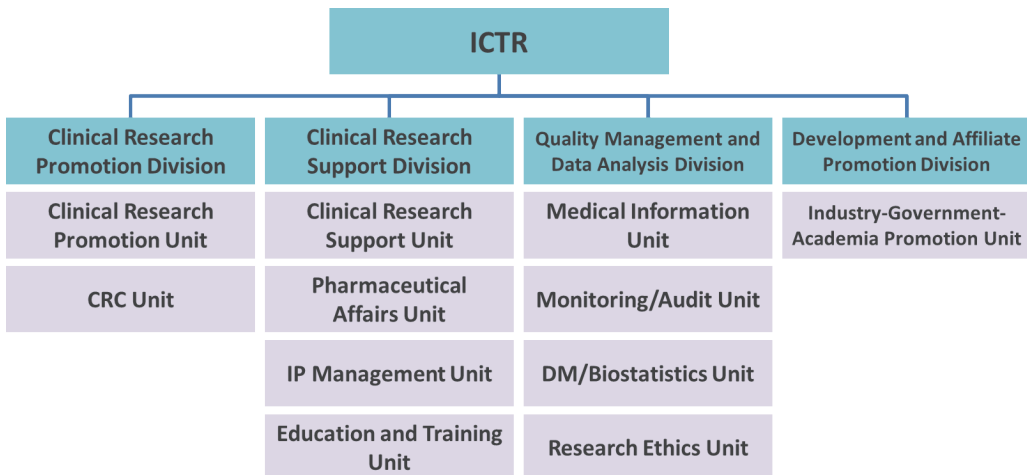 ICTR
Clinical Research
Promotion Division
Clinical Research
Promotion Unit
CRC Unit
Clinical Research
Support Division
Clinical Research
Support Unit
Pharmaceutical
Affairs Unit
IP Management Unit
Education and Training
Unit
Quality Management and
Data Analysis Division
Medical Information
Unit
Monitoring/Audit Unit
DM/Biostatistics Unit
Research Ethics Unit
Development and Affiliate
Promotion Division
Industry-Government-
Academia Promotion Unit